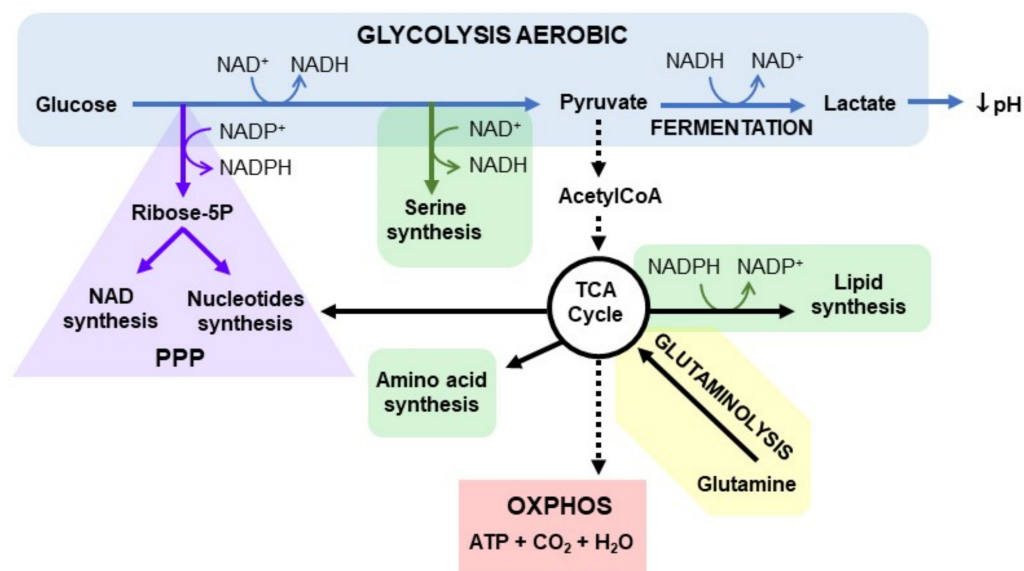 GLYCOLYSIS AEROBIC
NAD⁺ NADH
NADH NAD⁺
Glucose
Pyruvate
Lactate
↓pH
FERMENTATION
NADP⁺
NADPH
NAD⁺
NADH
AcetylCoA
Ribose-5P
Serine
synthesis
NAD
synthesis
Nucleotides
synthesis
PPP
TCA
Cycle
NADPH NADP⁺
Lipid
synthesis
Amino acid
synthesis
GLUTAMINOLYSIS
Glutamine
OXPHOS
ATP + CO₂ + H₂O